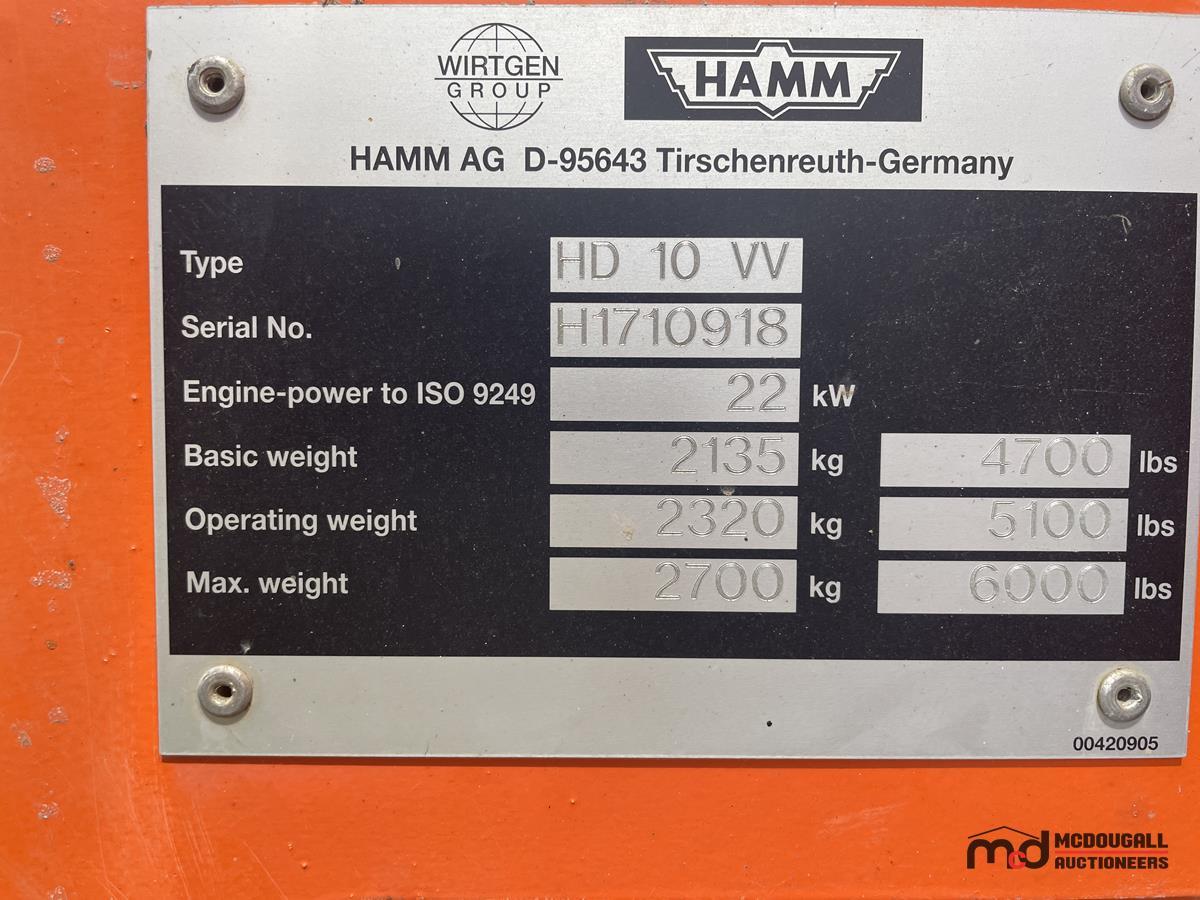 WIRTGEN
GROUP
HAMM
HAMM AG D-95643 Tirschenreuth-Germany
Type HD 10 VV
Serial No. H1710918
Engine-power to ISO 9249 22 kW
Basic weight 2135 kg 4700 lbs
Operating weight 2320 kg 5100 lbs
Max. weight 2700 kg 6000 lbs
00420905
mcd MCDOUGALL
AUCTIONEERS